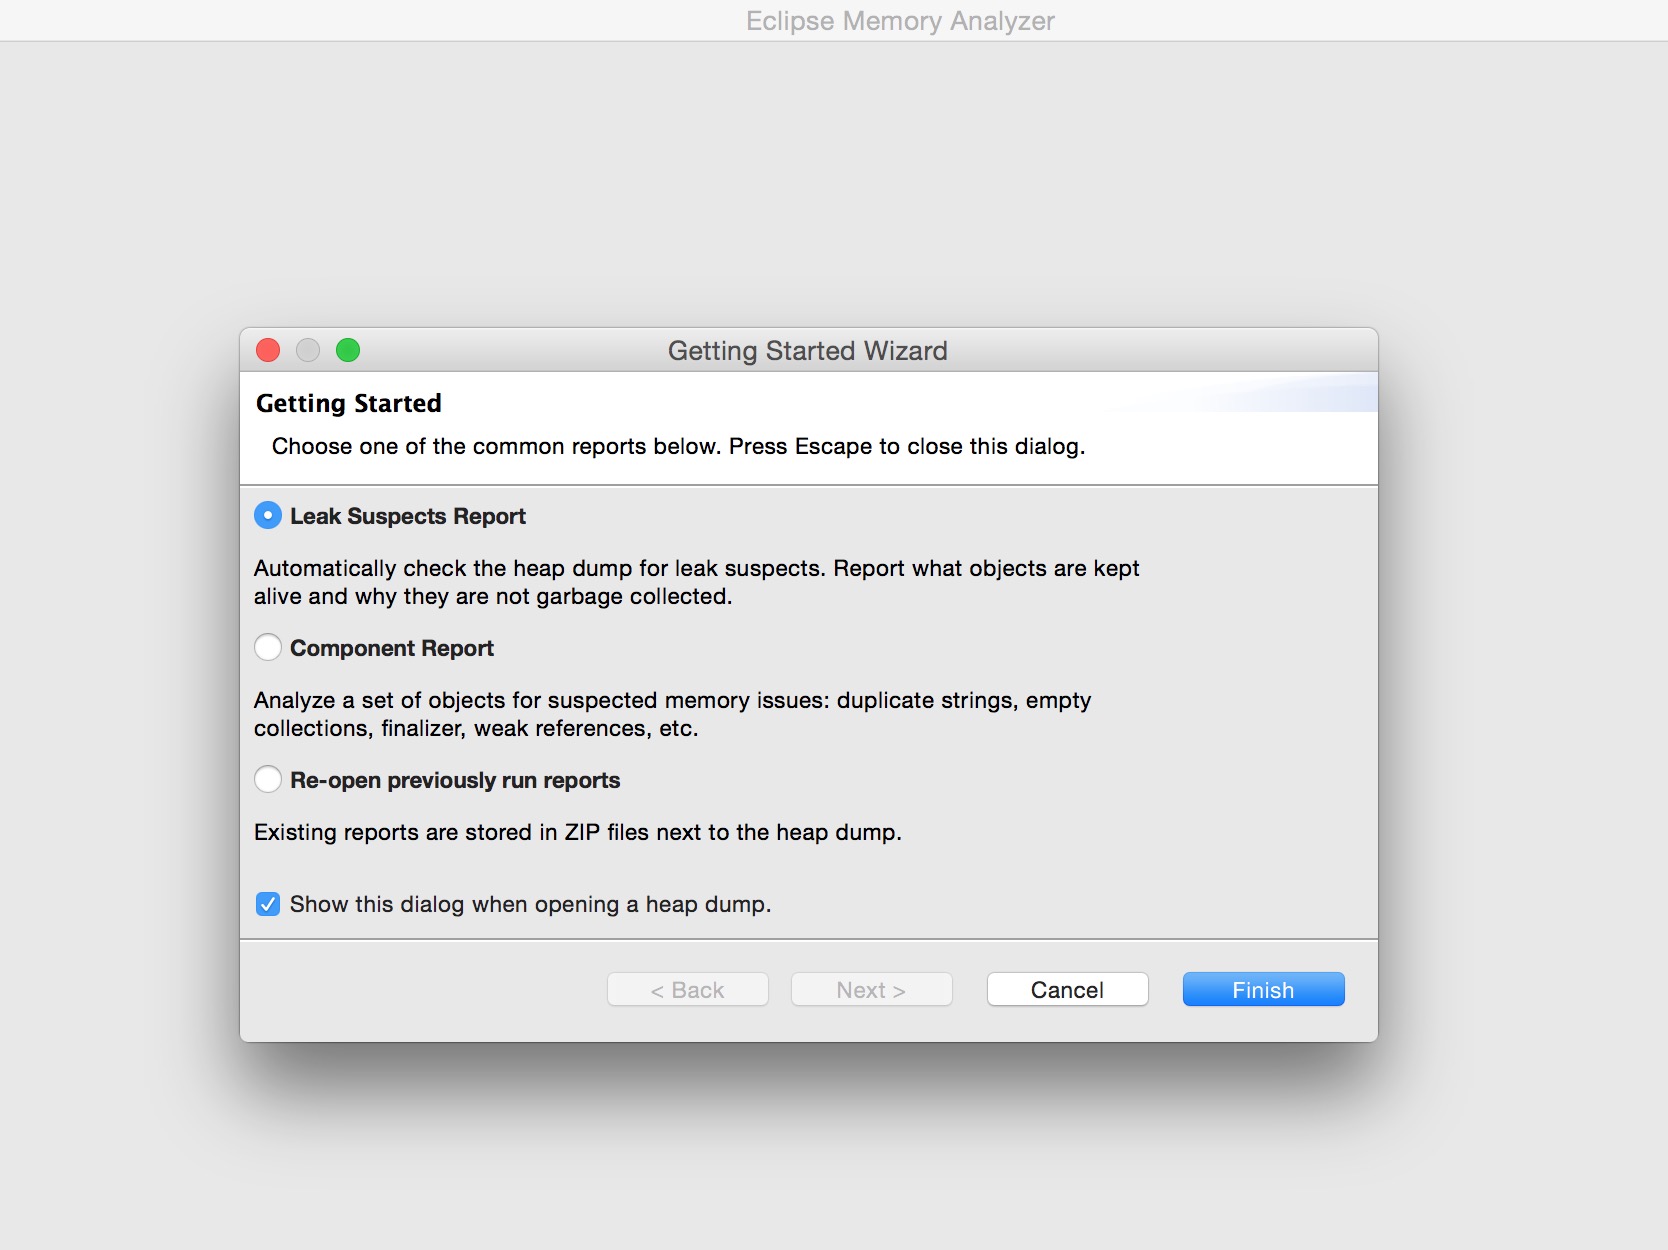 Eclipse Memory Analyzer
Getting Started Wizard
Getting Started
Choose one of the common reports below. Press Escape to close this dialog.
Leak Suspects Report
Automatically check the heap dump for leak suspects. Report what objects are kept
alive and why they are not garbage collected.
Component Report
Analyze a set of objects for suspected memory issues: duplicate strings, empty
collections, finalizer, weak references, etc.
Re-open previously run reports
Existing reports are stored in ZIP files next to the heap dump.
Show this dialog when opening a heap dump.
< Back Next > Cancel Finish